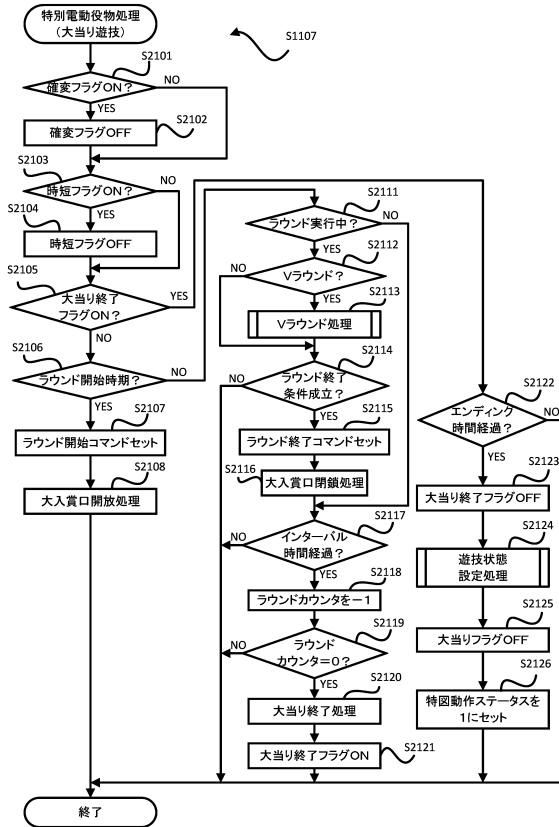 特別電動役物処理
(大当り遊技)
S1107
S2101
確変フラグON？
NO
YES
S2102
確変フラグOFF
S2103
時短フラグON？
NO
YES
S2104
時短フラグOFF
S2105
大当り終了
フラグON？
YES
NO
S2106
ラウンド開始時期？
NO
YES
S2107
ラウンド開始コマンドセット
S2108
大入賞口開放処理
S2111
ラウンド実行中？
NO
YES
S2112
Vラウンド？
NO
YES
S2113
Vラウンド処理
S2114
ラウンド終了
条件成立？
NO
YES
S2115
ラウンド終了コマンドセット
S2116
大入賞口閉鎖処理
S2117
インターバル
時間経過？
NO
YES
S2118
ラウンドカウンタを－1
S2119
ラウンド
カウンタ=0？
NO
YES
S2120
大当り終了処理
大当り終了フラグON
S2121
S2122
エンディング
時間経過？
NO
YES
S2123
大当り終了フラグOFF
S2124
遊技状態
設定処理
S2125
大当りフラグOFF
S2126
特図動作ステータスを
1にセット
終了